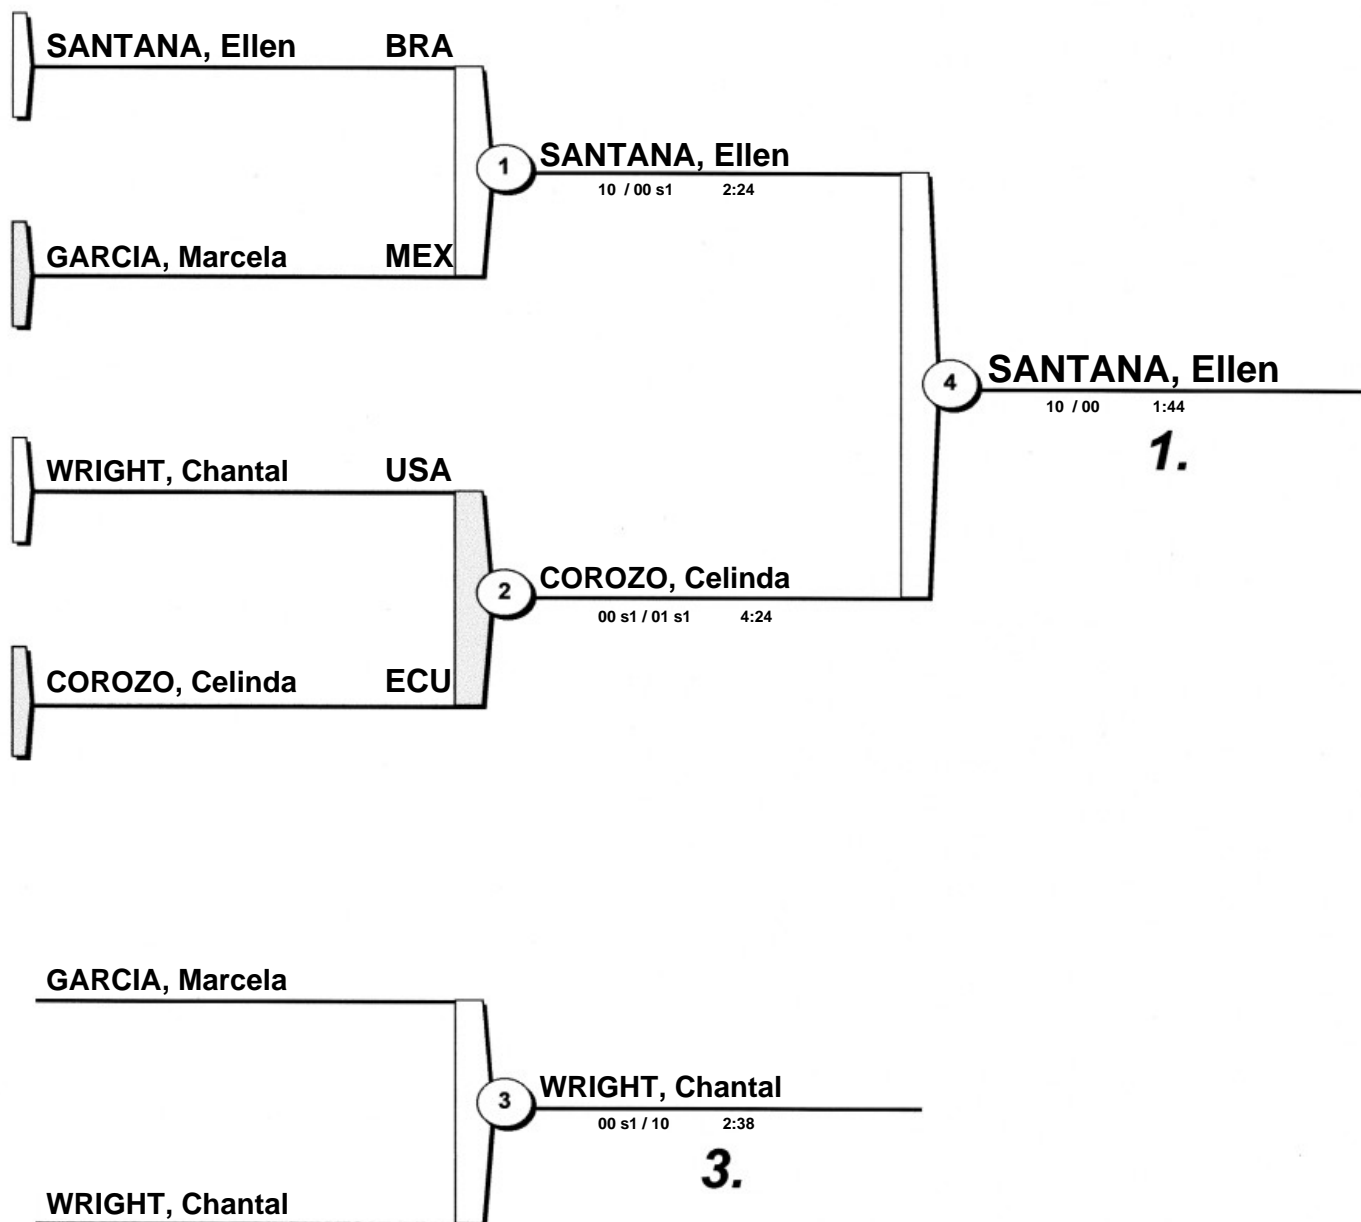 SANTANA, Ellen BRA
1 SANTANA, Ellen
10 / 00 s1 2:24
GARCIA, Marcela MEX
4 SANTANA, Ellen
10 / 00 1:44
1.
WRIGHT, Chantal USA
2 COROZO, Celinda
00 s1 / 01 s1 4:24
COROZO, Celinda ECU
GARCIA, Marcela
3 WRIGHT, Chantal
00 s1 / 10 2:38
3.
WRIGHT, Chantal